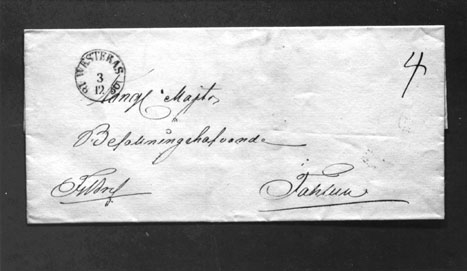 WESTERÅS
3
12
4
Kongl Majts
Befallningshafvande
Fahlun